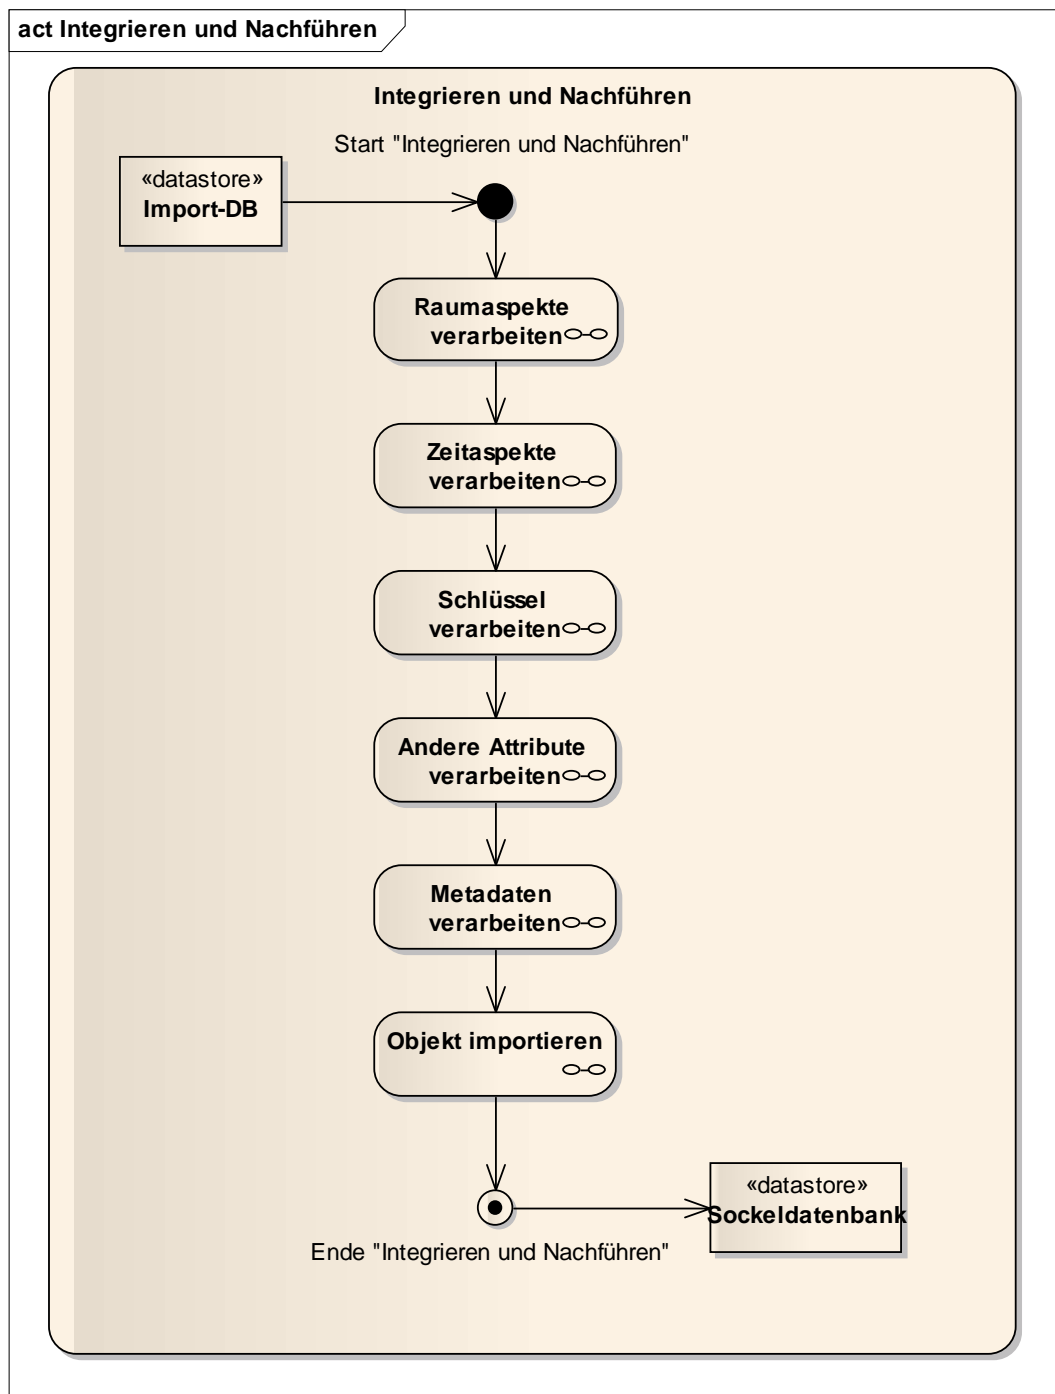 act Integrieren und Nachführen
Integrieren und Nachführen
Start "Integrieren und Nachführen"
«datastore»
Import-DB
Raumaspekte
verarbeiten
Zeitaspekte
verarbeiten
Schlüssel
verarbeiten
Andere Attribute
verarbeiten
Metadaten
verarbeiten
Objekt importieren
«datastore»
Sockeldatenbank
Ende "Integrieren und Nachführen"